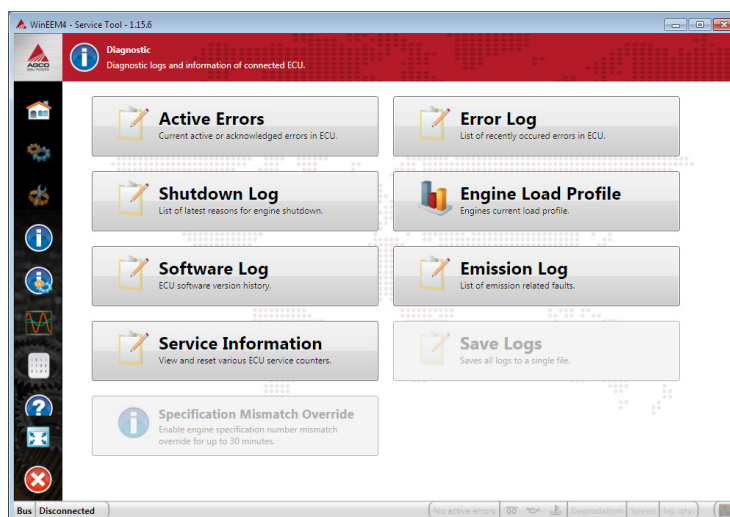 WinEEM4 - Service Tool - 1.15.6
AGCO
Diagnostic
Diagnostic logs and information of connected ECU.
Active Errors
Current active or acknowledged errors in ECU.
Error Log
List of recently occured errors in ECU.
Shutdown Log
List of latest reasons for engine shutdown.
Engine Load Profile
Engines current load profile.
Software Log
ECU software version history.
Emission Log
List of emission related faults.
Service Information
View and reset various ECU service counters.
Save Logs
Saves all logs to a single file.
Specification Mismatch Override
Enable engine specification number mismatch
override for up to 30 minutes.
Bus Disconnected
No active errors
Degradation
Speed
Inj. qty